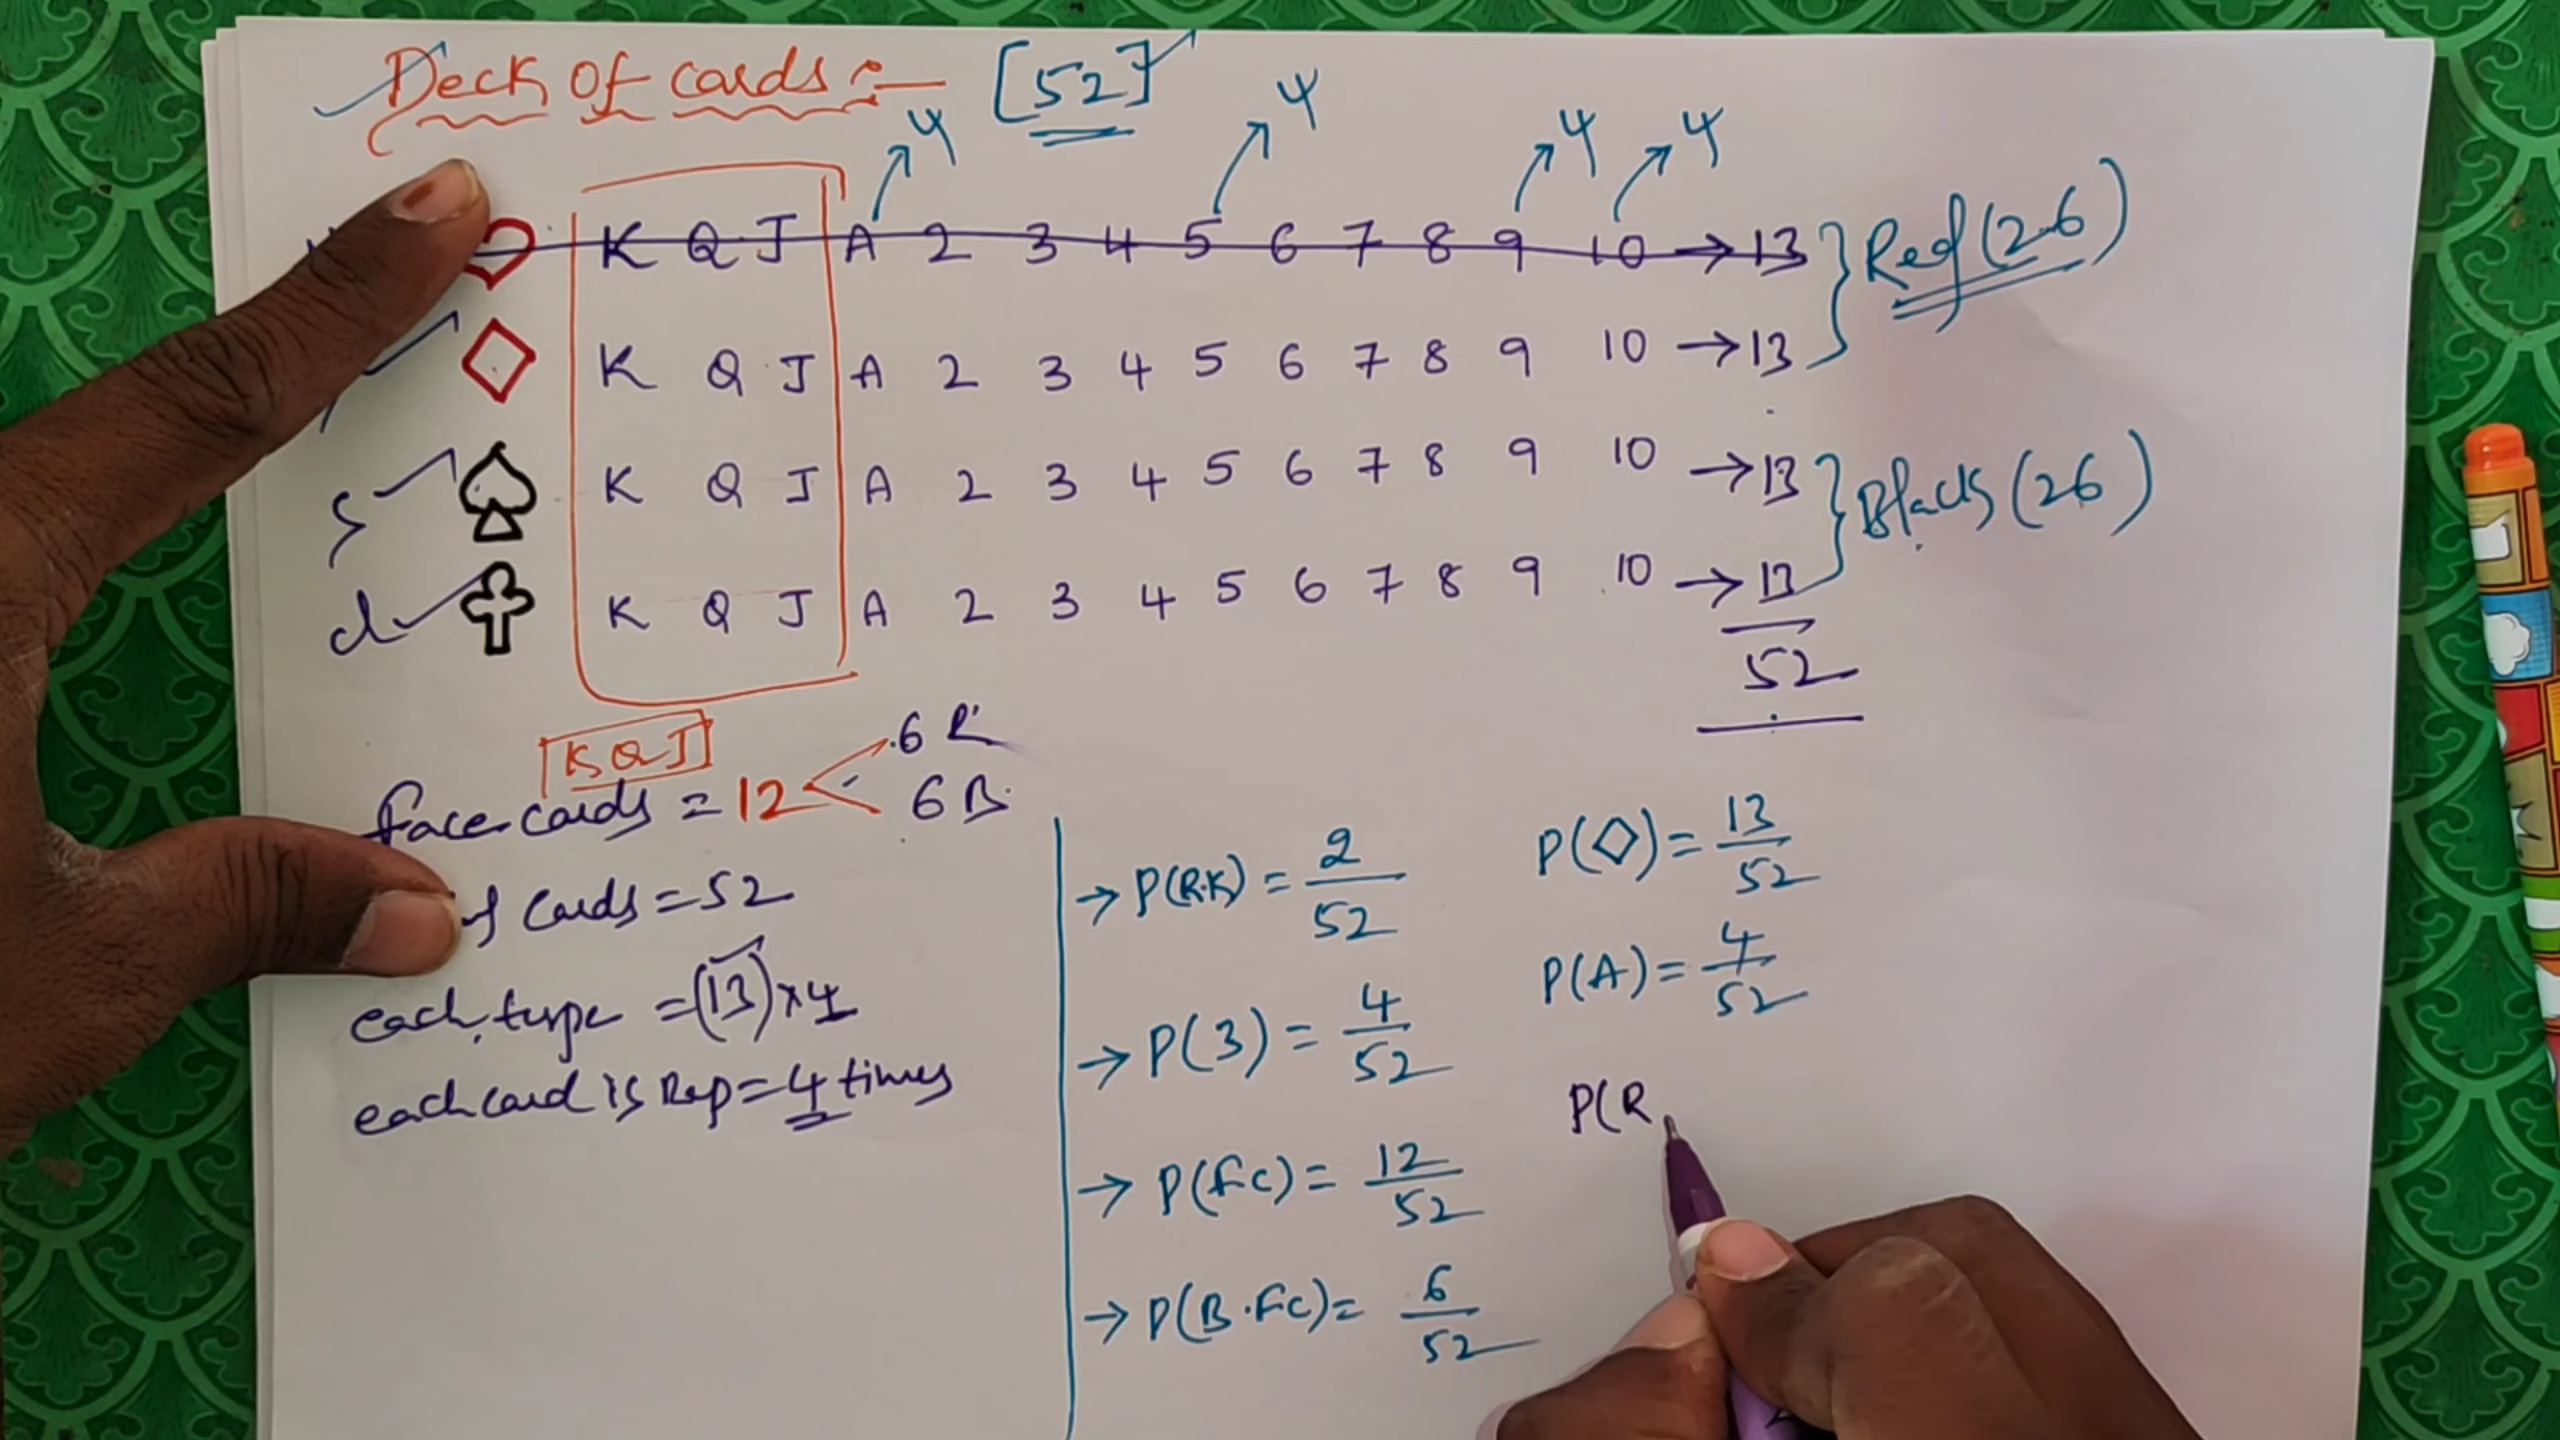 Deck of cards :- [52]
4 4 4 4
K Q J A 2 3 4 5 6 7 8 9 10 → 13
Red (26)
K Q J A 2 3 4 5 6 7 8 9 10 → 13
K Q J A 2 3 4 5 6 7 8 9 10 → 13
Blacks (26)
K Q J A 2 3 4 5 6 7 8 9 10 → 13
52
K Q J
face cards = 12 < 6 R
6 B
of cards = 52
each type = (13) × 4
each card is Rep = 4 times
→ P(R.K) = 2/52
→ P(3) = 4/52
→ P(Fc) = 12/52
→ P(B.Fc) = 6/52
P(◇) = 13/52
P(A) = 4/52
P(R